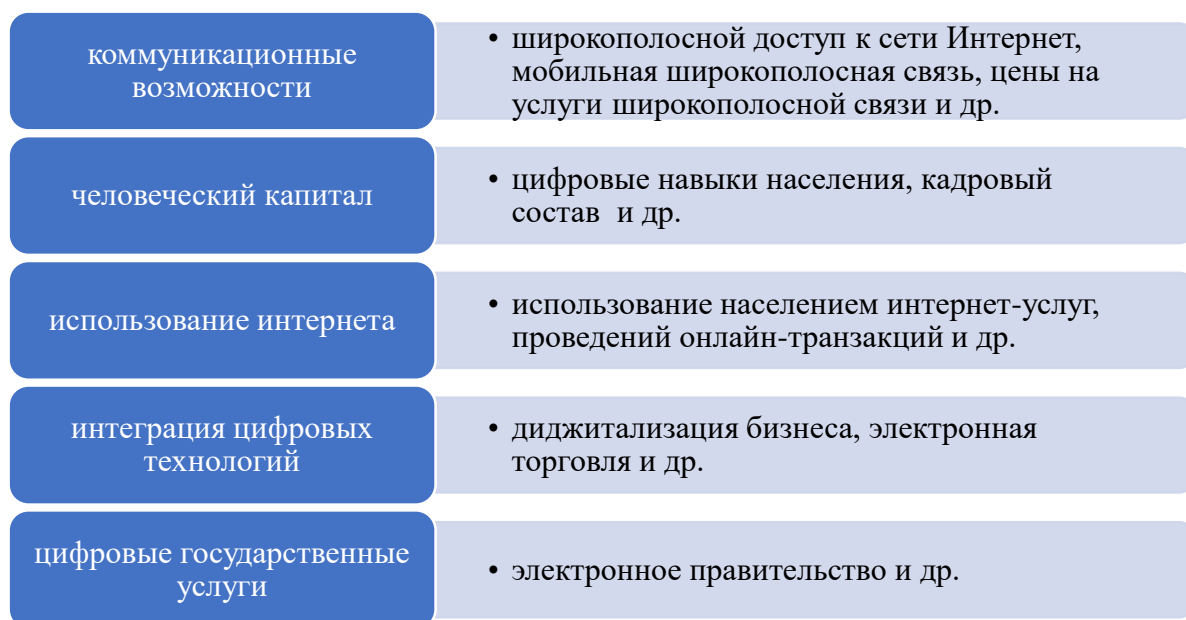 коммуникационные
возможности
• широкополосной доступ к сети Интернет,
мобильная широкополосная связь, цены на
услуги широкополосной связи и др.
человеческий капитал
• цифровые навыки населения, кадровый
состав  и др.
использование интернета
• использование населением интернет-услуг,
проведений онлайн-транзакций и др.
интеграция цифровых
технологий
• диджитализация бизнеса, электронная
торговля и др.
цифровые государственные
услуги
• электронное правительство и др.